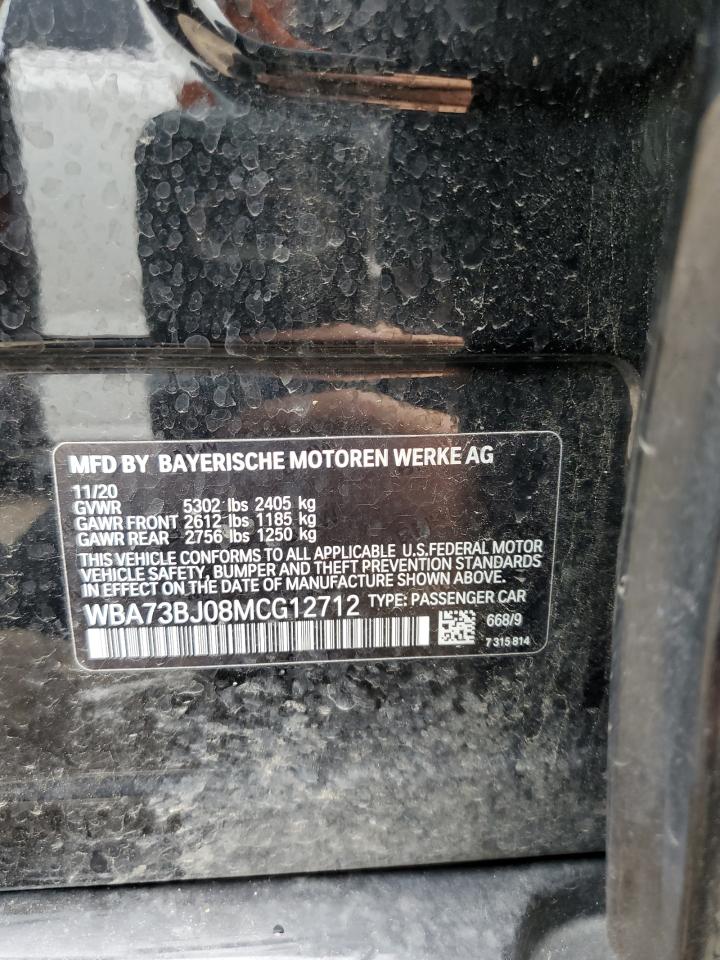 MFD BY BAYERISCHE MOTOREN WERKE AG
11/20
GVWR 5302 lbs 2405 kg
GAWR FRONT 2612 lbs 1185 kg
GAWR REAR 2756 lbs 1250 kg
THIS VEHICLE CONFORMS TO ALL APPLICABLE U.S.FEDERAL MOTOR
VEHICLE SAFETY, BUMPER AND THEFT PREVENTION STANDARDS
IN EFFECT ON THE DATE OF MANUFACTURE SHOWN ABOVE.
WBA73BJ08MCG12712 TYPE: PASSENGER CAR
668/9
7 315 814